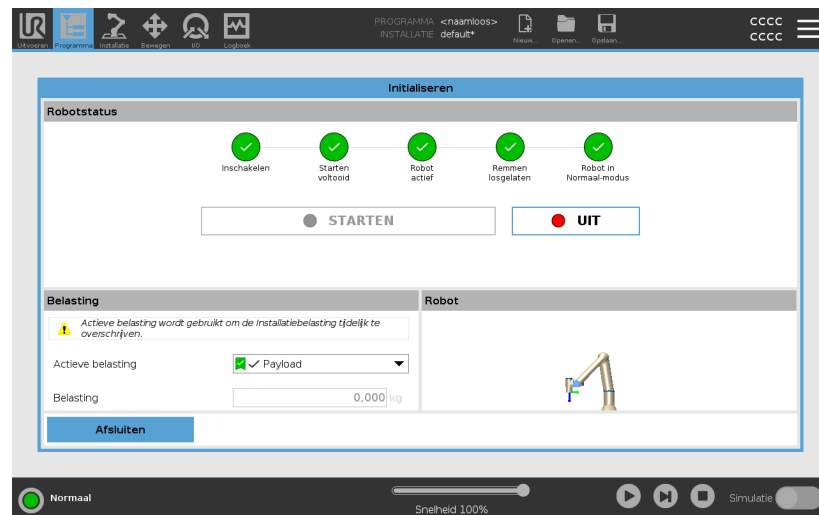 PROGRAMMA <naamloos>
INSTALLATIE default*
CCCC
CCCC
Uitvoeren Programma Installatie Bewegen I/O Logboek Nieuw... Openen... Opslaan...
Initialiseren
Robotstatus
Inschakelen
Starten
voltooid
Robot
actief
Remmen
losgelaten
Robot in
Normaal-modus
STARTEN
UIT
Belasting
Robot
Actieve belasting wordt gebruikt om de Installatiebelasting tijdelijk te
overschrijven.
Actieve belasting
Payload
Belasting
0,000 kg
Afsluiten
Normaal
Snelheid 100%
Simulatie